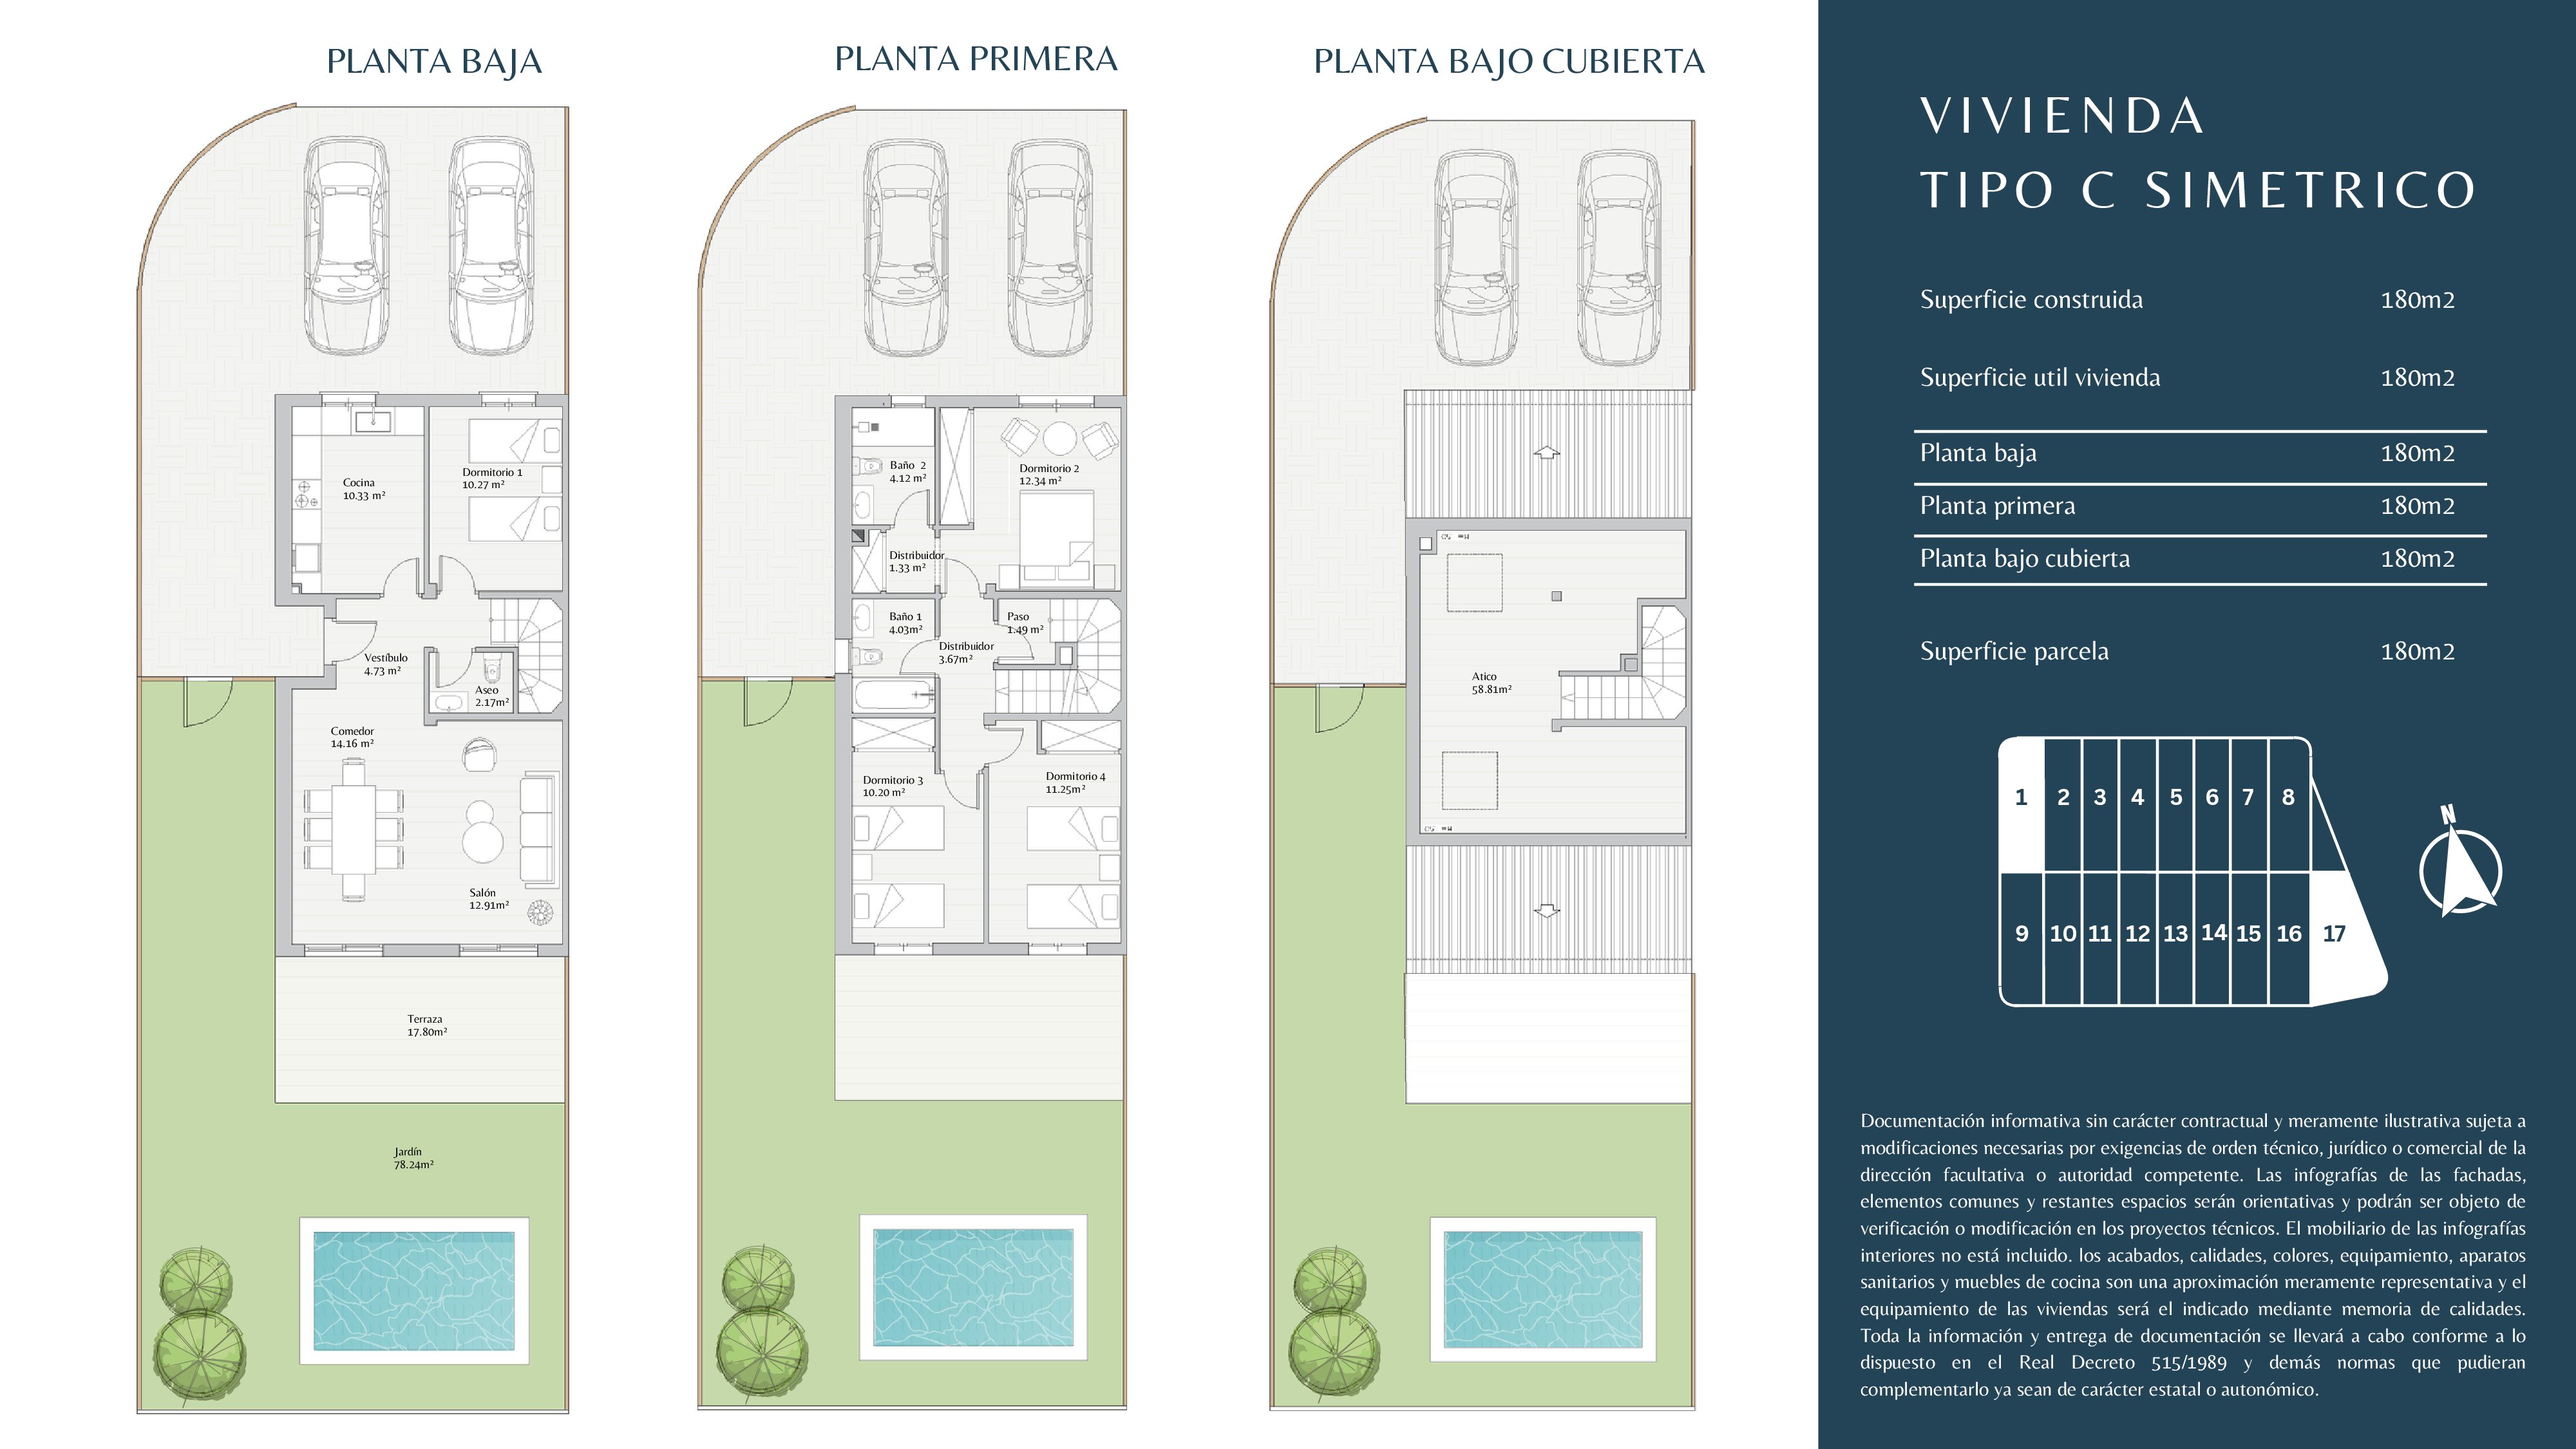 PLANTA BAJA
Cocina
10.33 m²
Dormitorio 1
10.27 m²
Vestíbulo
4.73 m²
Aseo
2.17m²
Comedor
14.16 m²
Salón
12.91m²
Terraza
17.80m²
Jardín
78.24m²
PLANTA PRIMERA
Baño 2
4.12 m²
Dormitorio 2
12.34 m²
Distribuidor
1.33 m²
Baño 1
4.03m²
Paso
1.49 m²
Distribuidor
3.67m²
Dormitorio 3
10.20 m²
Dormitorio 4
11.25m²
PLANTA BAJO CUBIERTA
Atico
58.81m²
VIVIENDA
TIPO C SIMETRICO
Superficie construida 180m2
Superficie util vivienda 180m2
Planta baja 180m2
Planta primera 180m2
Planta bajo cubierta 180m2
Superficie parcela 180m2
1 2 3 4 5 6 7 8
9 10 11 12 13 14 15 16 17
N
Documentación informativa sin carácter contractual y meramente ilustrativa sujeta a
modificaciones necesarias por exigencias de orden técnico, jurídico o comercial de la
dirección facultativa o autoridad competente. Las infografías de las fachadas,
elementos comunes y restantes espacios serán orientativas y podrán ser objeto de
verificación o modificación en los proyectos técnicos. El mobiliario de las infografías
interiores no está incluido. los acabados, calidades, colores, equipamiento, aparatos
sanitarios y muebles de cocina son una aproximación meramente representativa y el
equipamiento de las viviendas será el indicado mediante memoria de calidades.
Toda la información y entrega de documentación se llevará a cabo conforme a lo
dispuesto en el Real Decreto 515/1989 y demás normas que pudieran
complementarlo ya sean de carácter estatal o autonómico.